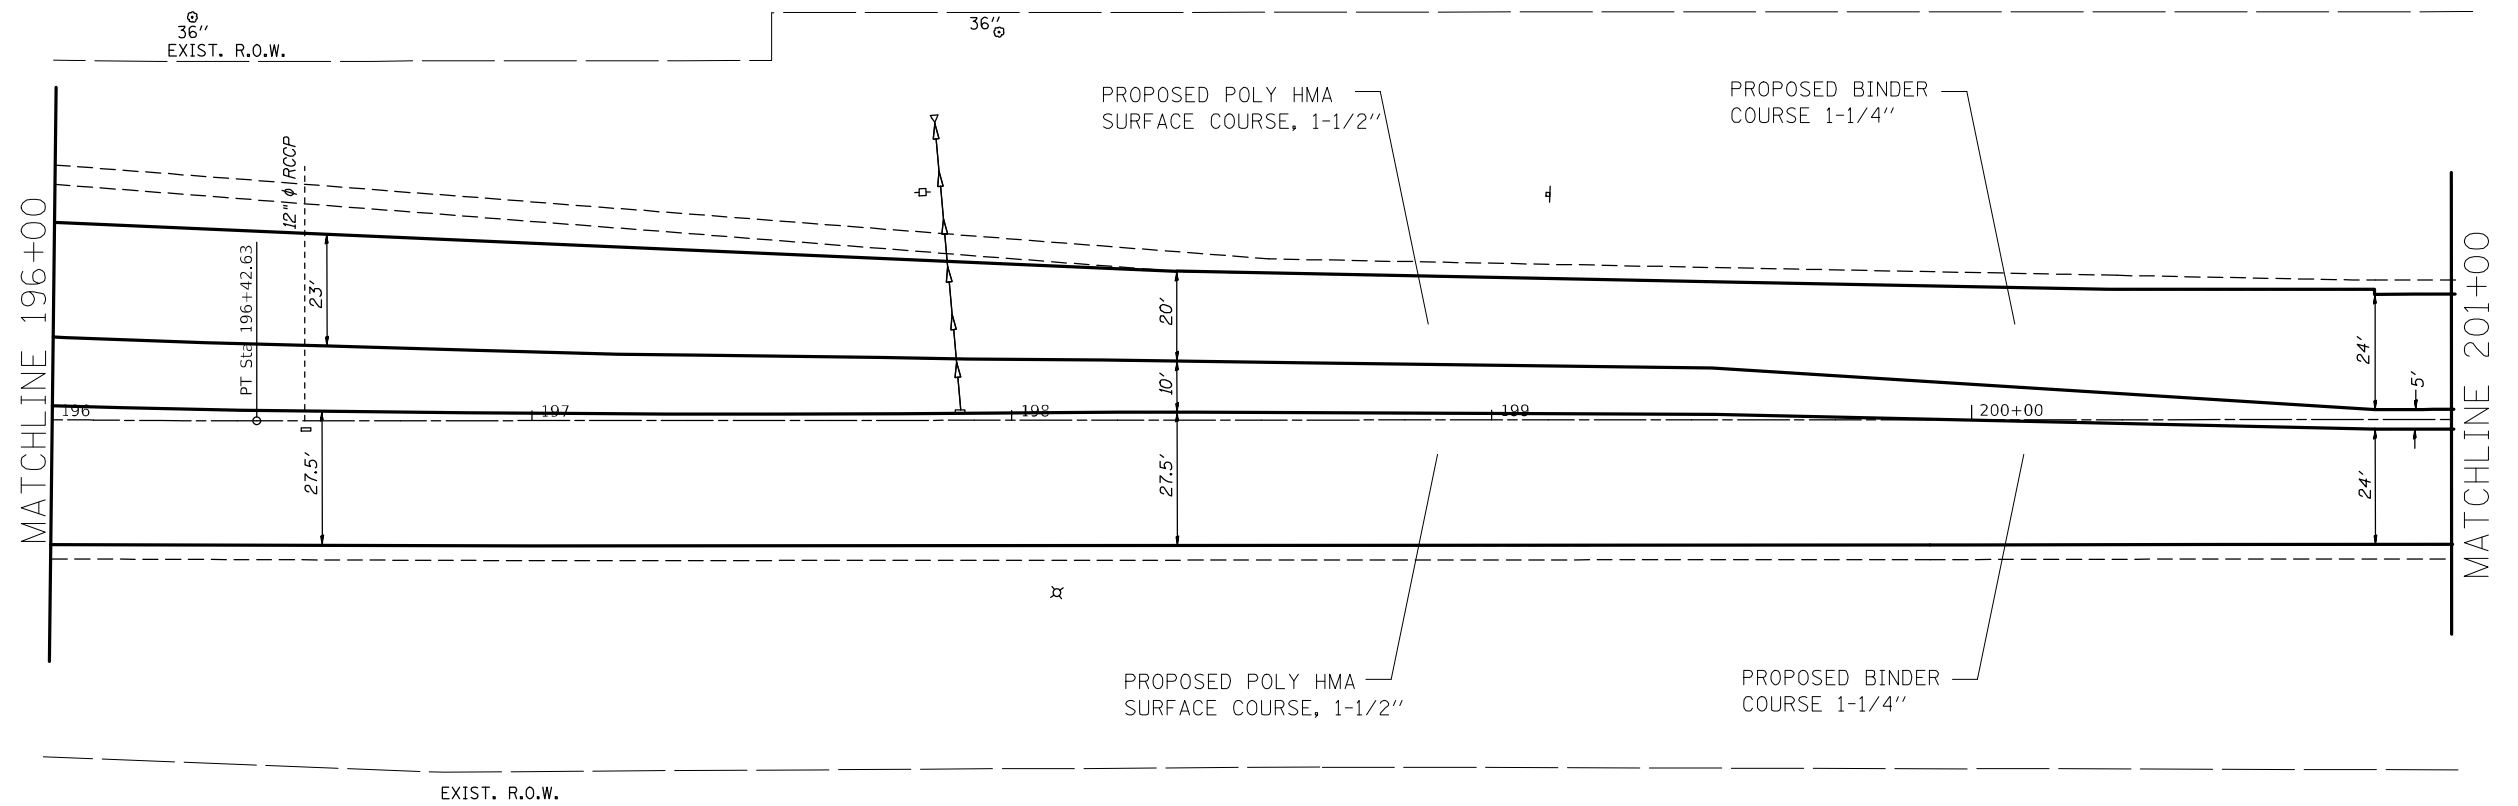 36"
EXIST. R.O.W.
36"
PROPOSED POLY HMA
SURFACE COURSE, 1-1/2"
PROPOSED BINDER
COURSE 1-1/4"
MATCHLINE 196+00
12" Ø RCCP
PT Sta 196+42.63
23'
20'
10'
24'
5'
MATCHLINE 201+00
196
197
198
199
200+00
27.5'
27.5'
24'
PROPOSED POLY HMA
SURFACE COURSE, 1-1/2"
PROPOSED BINDER
COURSE 1-1/4"
EXIST. R.O.W.